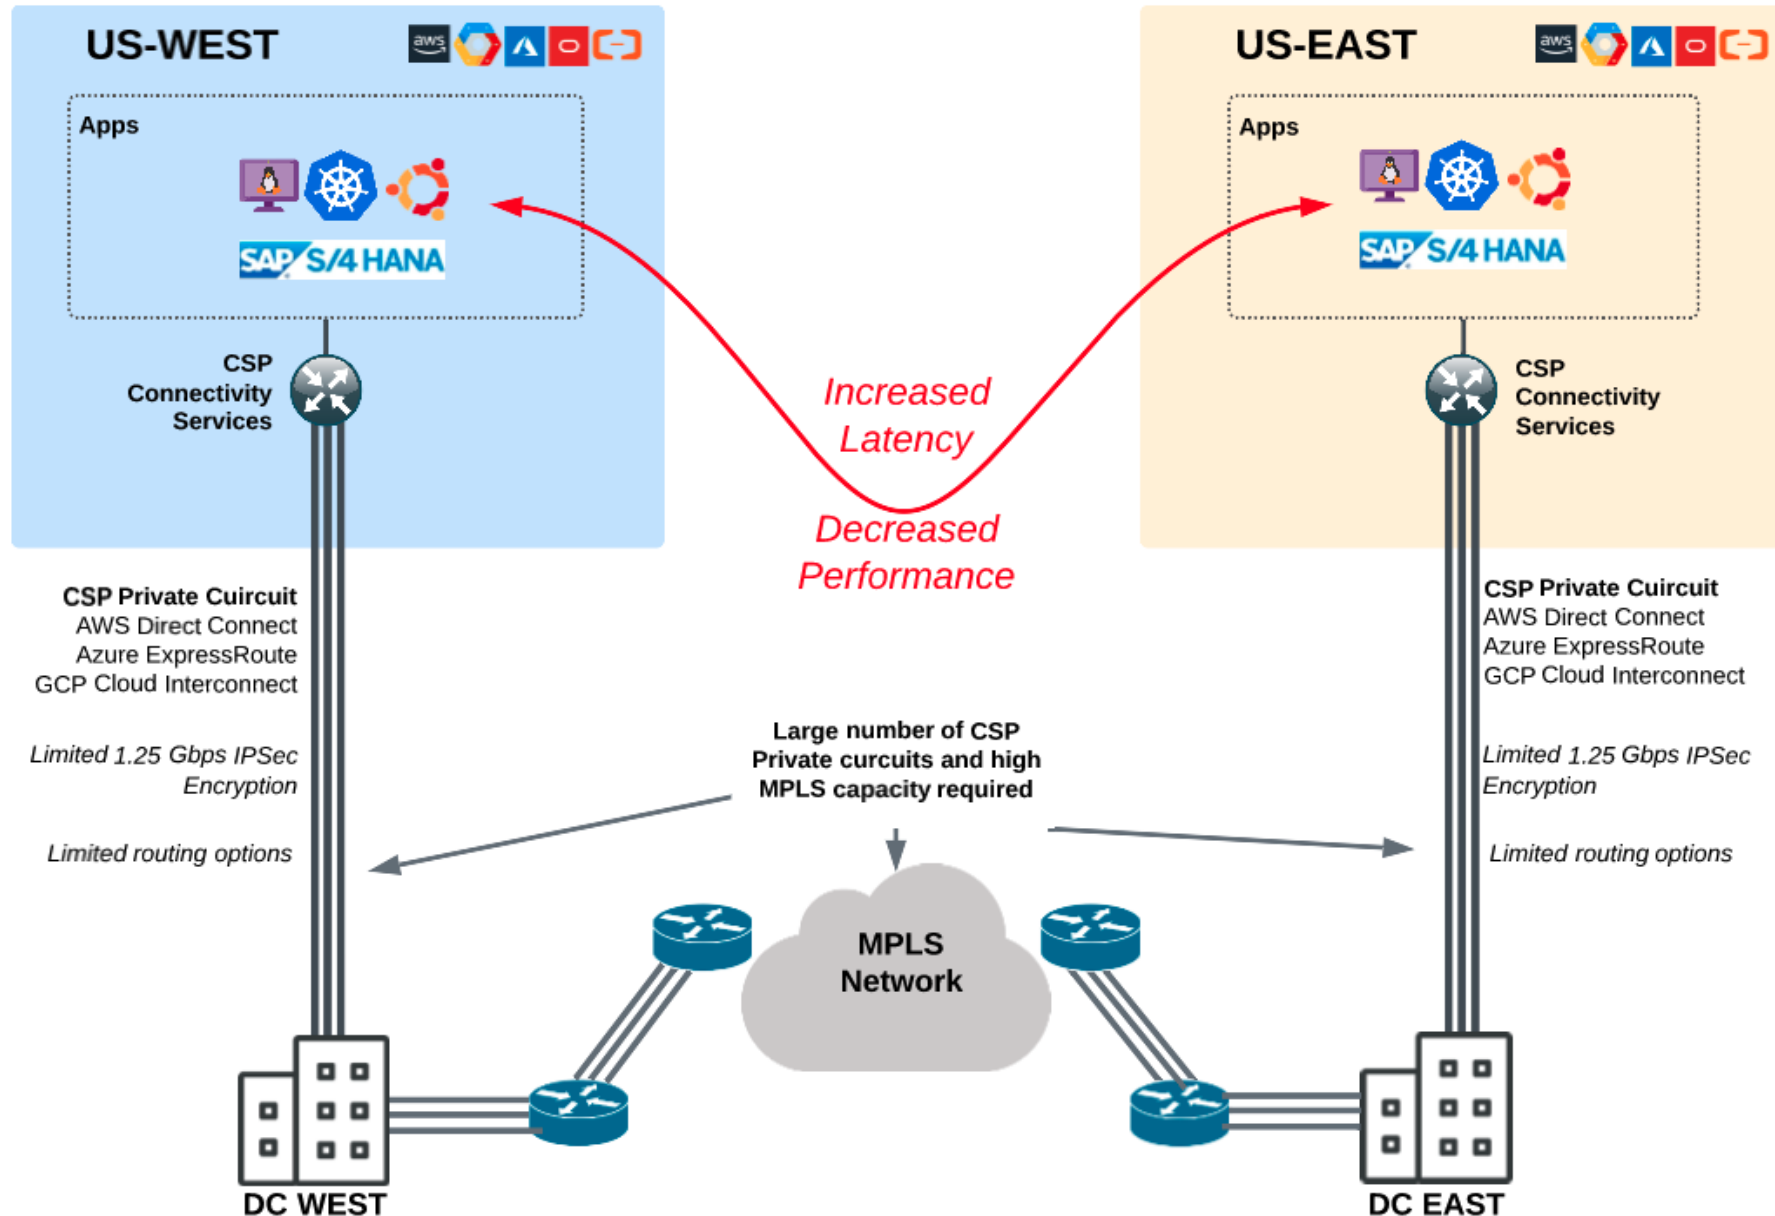 US-WEST
aws
US-EAST
aws
Apps
SAP S/4 HANA
Apps
SAP S/4 HANA
CSP
Connectivity
Services
CSP
Connectivity
Services
Increased
Latency
Decreased
Performance
CSP Private Cuircuit
AWS Direct Connect
Azure ExpressRoute
GCP Cloud Interconnect
Limited 1.25 Gbps IPSec
Encryption
Limited routing options
CSP Private Cuircuit
AWS Direct Connect
Azure ExpressRoute
GCP Cloud Interconnect
Limited 1.25 Gbps IPSec
Encryption
Limited routing options
Large number of CSP
Private curcuits and high
MPLS capacity required
MPLS
Network
DC WEST
DC EAST